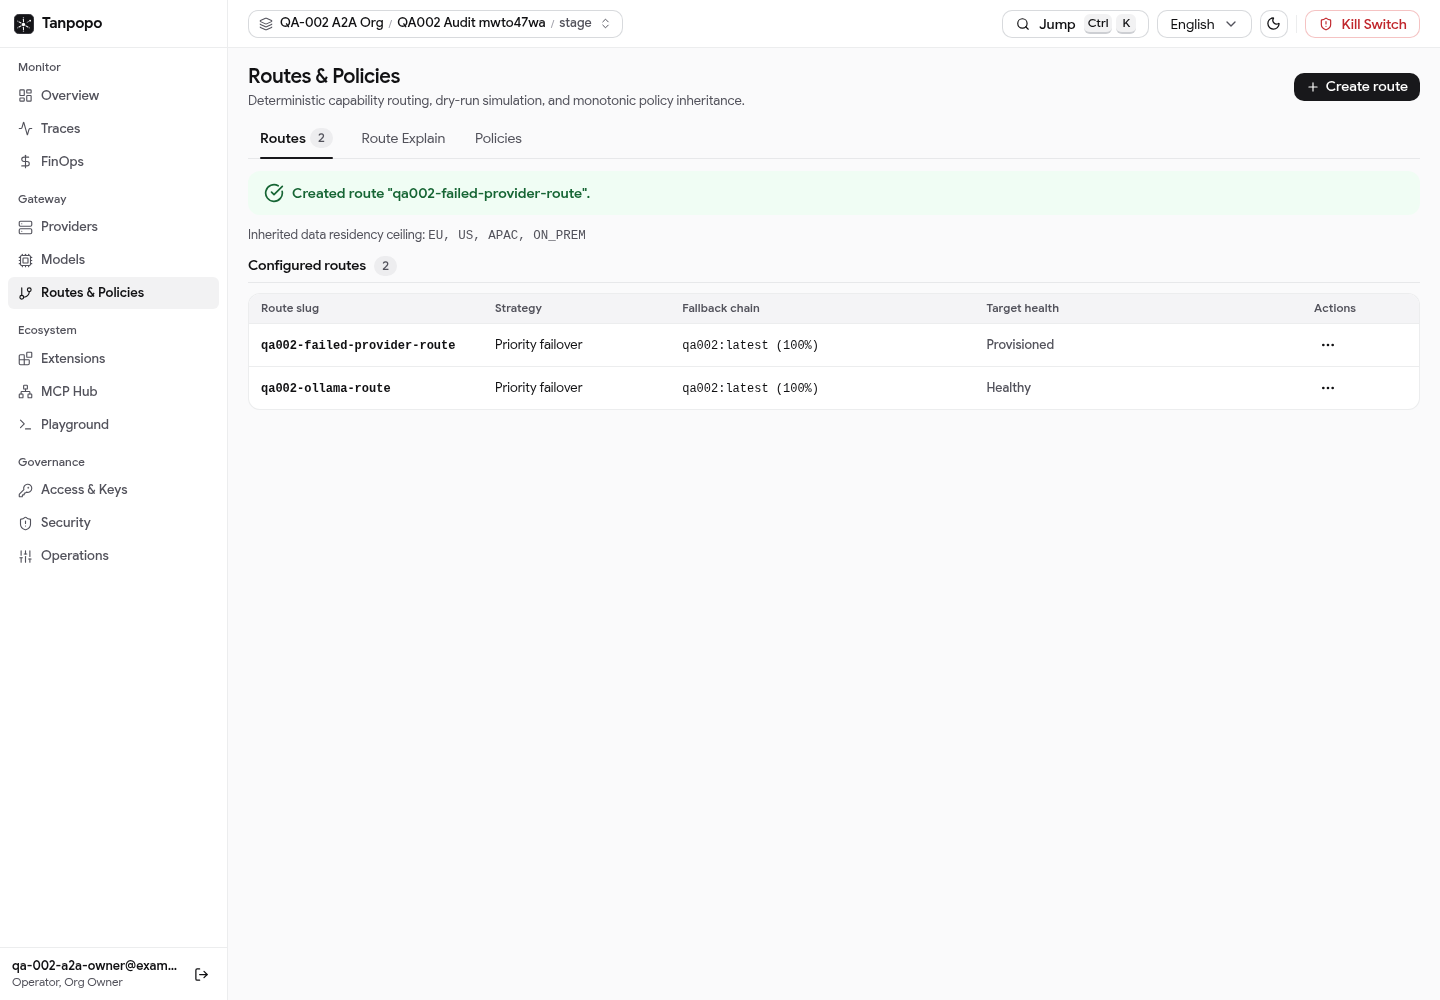 Tanpopo
QA-002 A2A Org / QA002 Audit mwto47wa / stage
Jump Ctrl K
English
Kill Switch
Monitor
Overview
Traces
FinOps
Gateway
Providers
Models
Routes & Policies
Ecosystem
Extensions
MCP Hub
Playground
Governance
Access & Keys
Security
Operations
qa-002-a2a-owner@exam...
Operator, Org Owner
Routes & Policies
Deterministic capability routing, dry-run simulation, and monotonic policy inheritance.
+ Create route
Routes 2 Route Explain Policies
Created route "qa002-failed-provider-route".
Inherited data residency ceiling: EU, US, APAC, ON_PREM
Configured routes 2
Route slug Strategy Fallback chain Target health Actions
qa002-failed-provider-route Priority failover qa002:latest (100%) Provisioned ...
qa002-ollama-route Priority failover qa002:latest (100%) Healthy ...